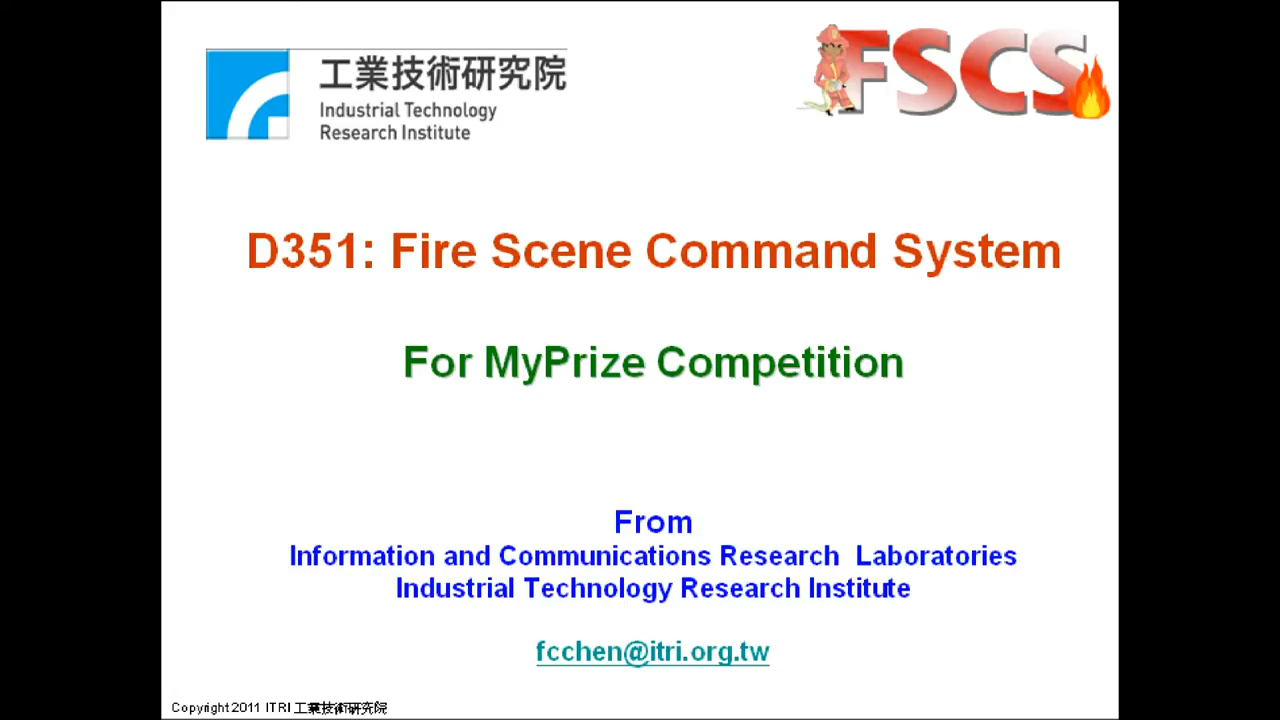 工業技術研究院
Industrial Technology
Research Institute
FSCS
D351: Fire Scene Command System
For MyPrize Competition
From
Information and Communications Research Laboratories
Industrial Technology Research Institute
fcchen@itri.org.tw
Copyright 2011 ITRI 工業技術研究院